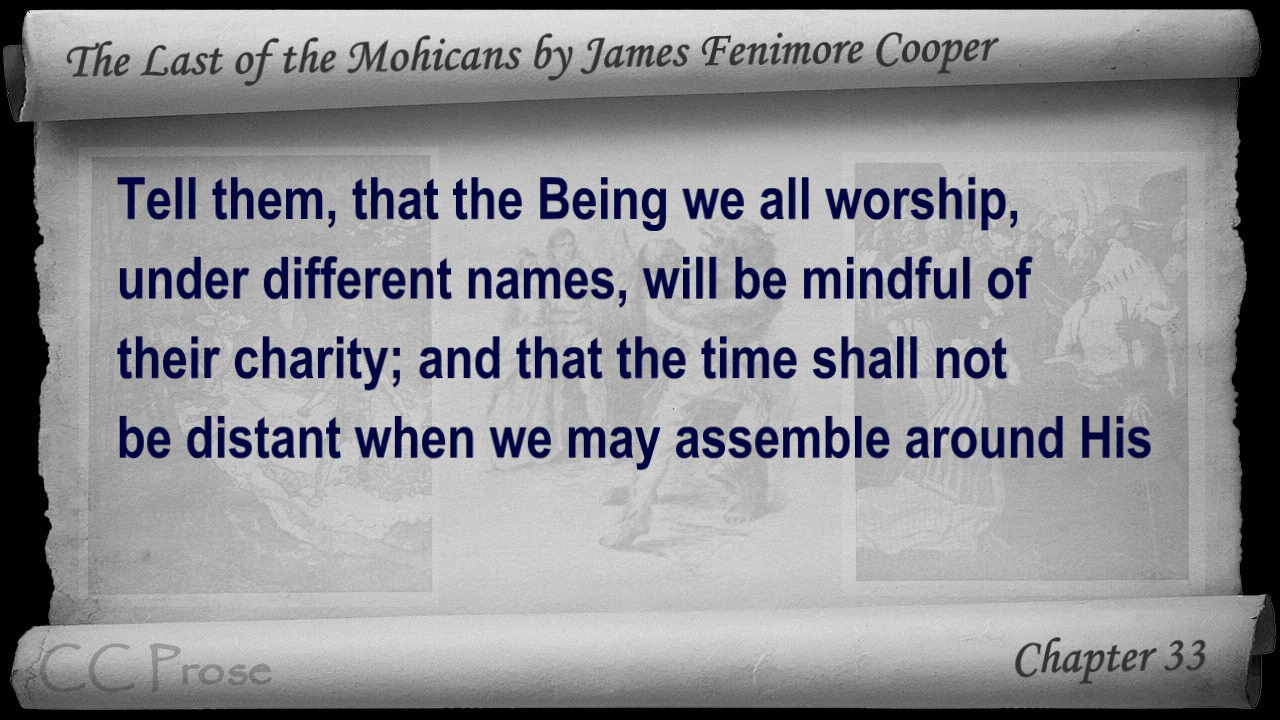 The Last of the Mohicans by James Fenimore Cooper
Tell them, that the Being we all worship,
under different names, will be mindful of
their charity; and that the time shall not
be distant when we may assemble around His
CC Prose
Chapter 33